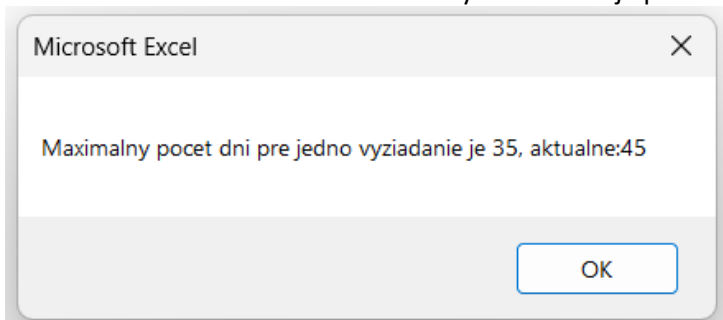 Microsoft Excel
Maximalny pocet dni pre jedno vyziadanie je 35, aktualne:45
OK